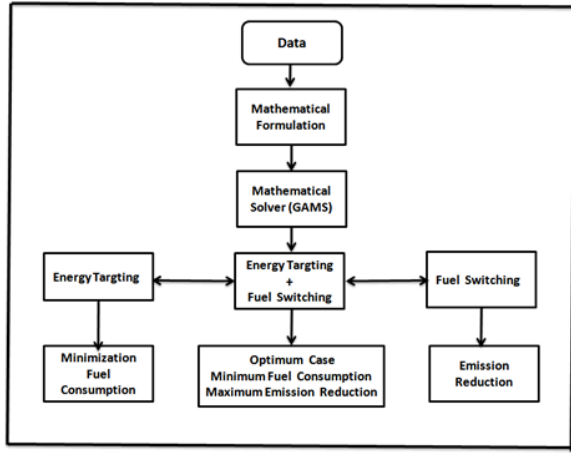 Data
Mathematical
Formulation
Mathematical
Solver (GAMS)
Energy Targting
Energy Targting
+
Fuel Switching
Fuel Switching
Minimization
Fuel
Consumption
Optimum Case
Minimum Fuel Consumption
Maximum Emission Reduction
Emission
Reduction